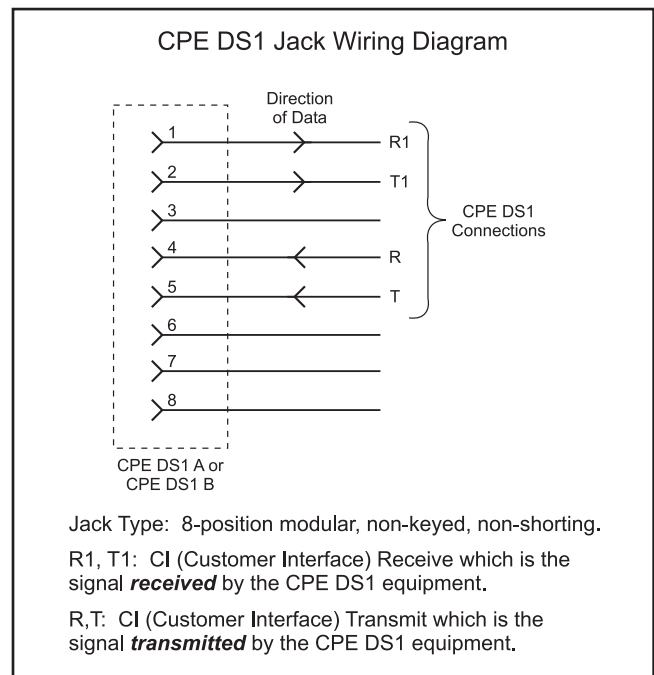 CPE DS1 Jack Wiring Diagram
Direction
of Data
1
R1
2
T1
3
4
R
5
T
6
7
8
CPE DS1
Connections
CPE DS1 A or
CPE DS1 B
Jack Type: 8-position modular, non-keyed, non-shorting.
R1, T1: CI (Customer Interface) Receive which is the
signal received by the CPE DS1 equipment.
R,T: CI (Customer Interface) Transmit which is the
signal transmitted by the CPE DS1 equipment.